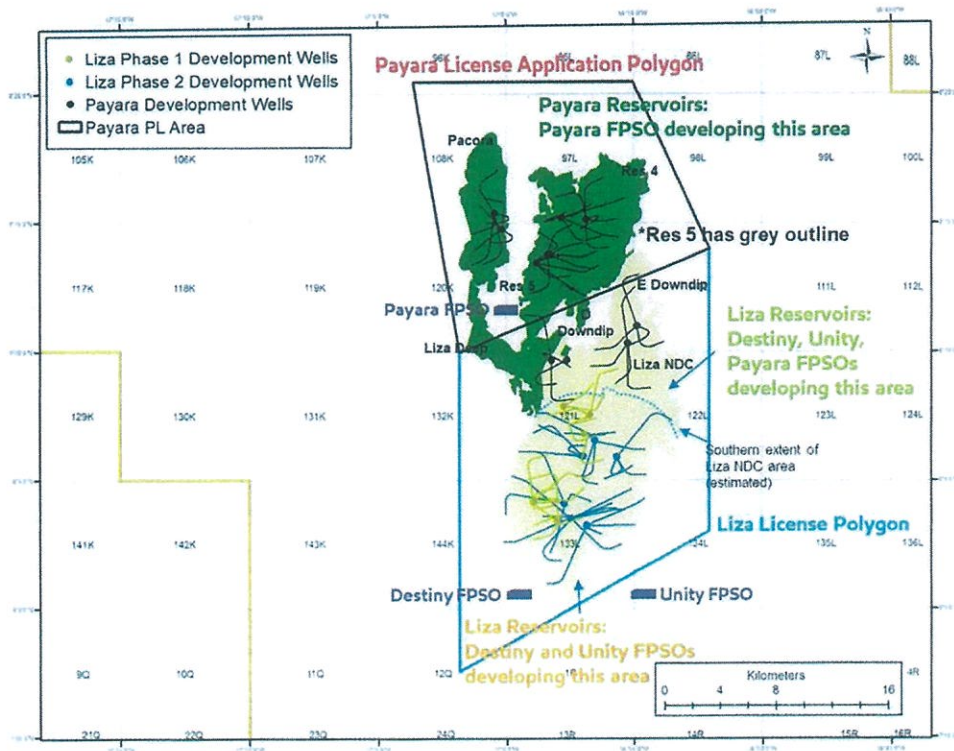 Liza Phase 1 Development Wells
Liza Phase 2 Development Wells
Payara Development Wells
Payara PL Area
N
87L
88L
Payara License Application Polygon
Payara Reservoirs:
Payara FPSO developing this area
Pacora
105K
106K
107K
108K
97L
98L
99L
100L
Res 4
*Res 5 has grey outline
117K
118K
119K
120K
Res 5
E Downdip
111L
112L
Payara FPSO
Liza Deep
Downdip
Liza NDC
Liza Reservoirs:
Destiny, Unity,
Payara FPSOs
developing this area
129K
130K
131K
132K
121L
122L
123L
124L
Southern extent of
Liza NDC area
(estimated)
141K
142K
143K
144K
133L
Liza License Polygon
135L
136L
Destiny FPSO
Unity FPSO
Liza Reservoirs:
Destiny and Unity FPSOs
developing this area
9Q
10Q
11Q
12Q
4R
Kilometers
0 4 8 12 16
21Q
22Q
23Q
24Q
13R
14R
15R
16R